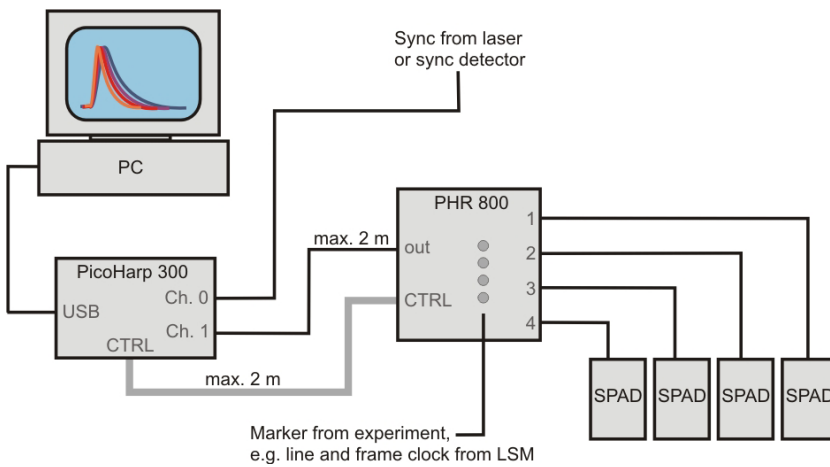 Sync from laser
or sync detector
PC
PHR 800
1
max. 2 m
out
2
PicoHarp 300
Ch. 0
3
CTRL
USB
Ch. 1
4
CTRL
max. 2 m
SPAD
SPAD
SPAD
SPAD
Marker from experiment,
e.g. line and frame clock from LSM